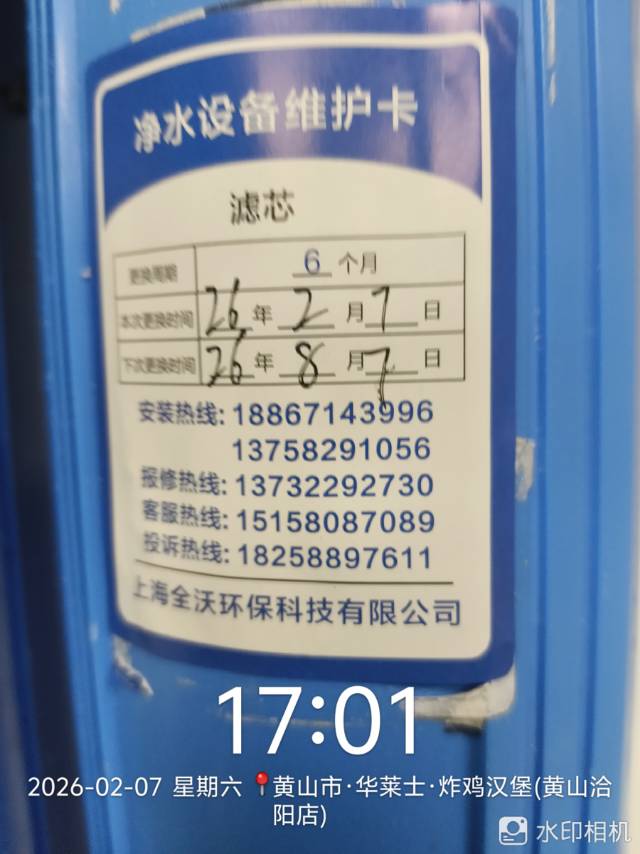 净水设备维护卡
滤芯
更换周期 6 个月
本次更换时间 26 年 2 月 7 日
下次更换时间 26 年 8 月 7 日
安装热线: 18867143996
13758291056
报修热线: 13732292730
客服热线: 15158087089
投诉热线: 18258897611
上海全沃环保科技有限公司
17:01
2026-02-07 星期六 黄山市·华莱士·炸鸡汉堡(黄山洽
阳店)
水印相机